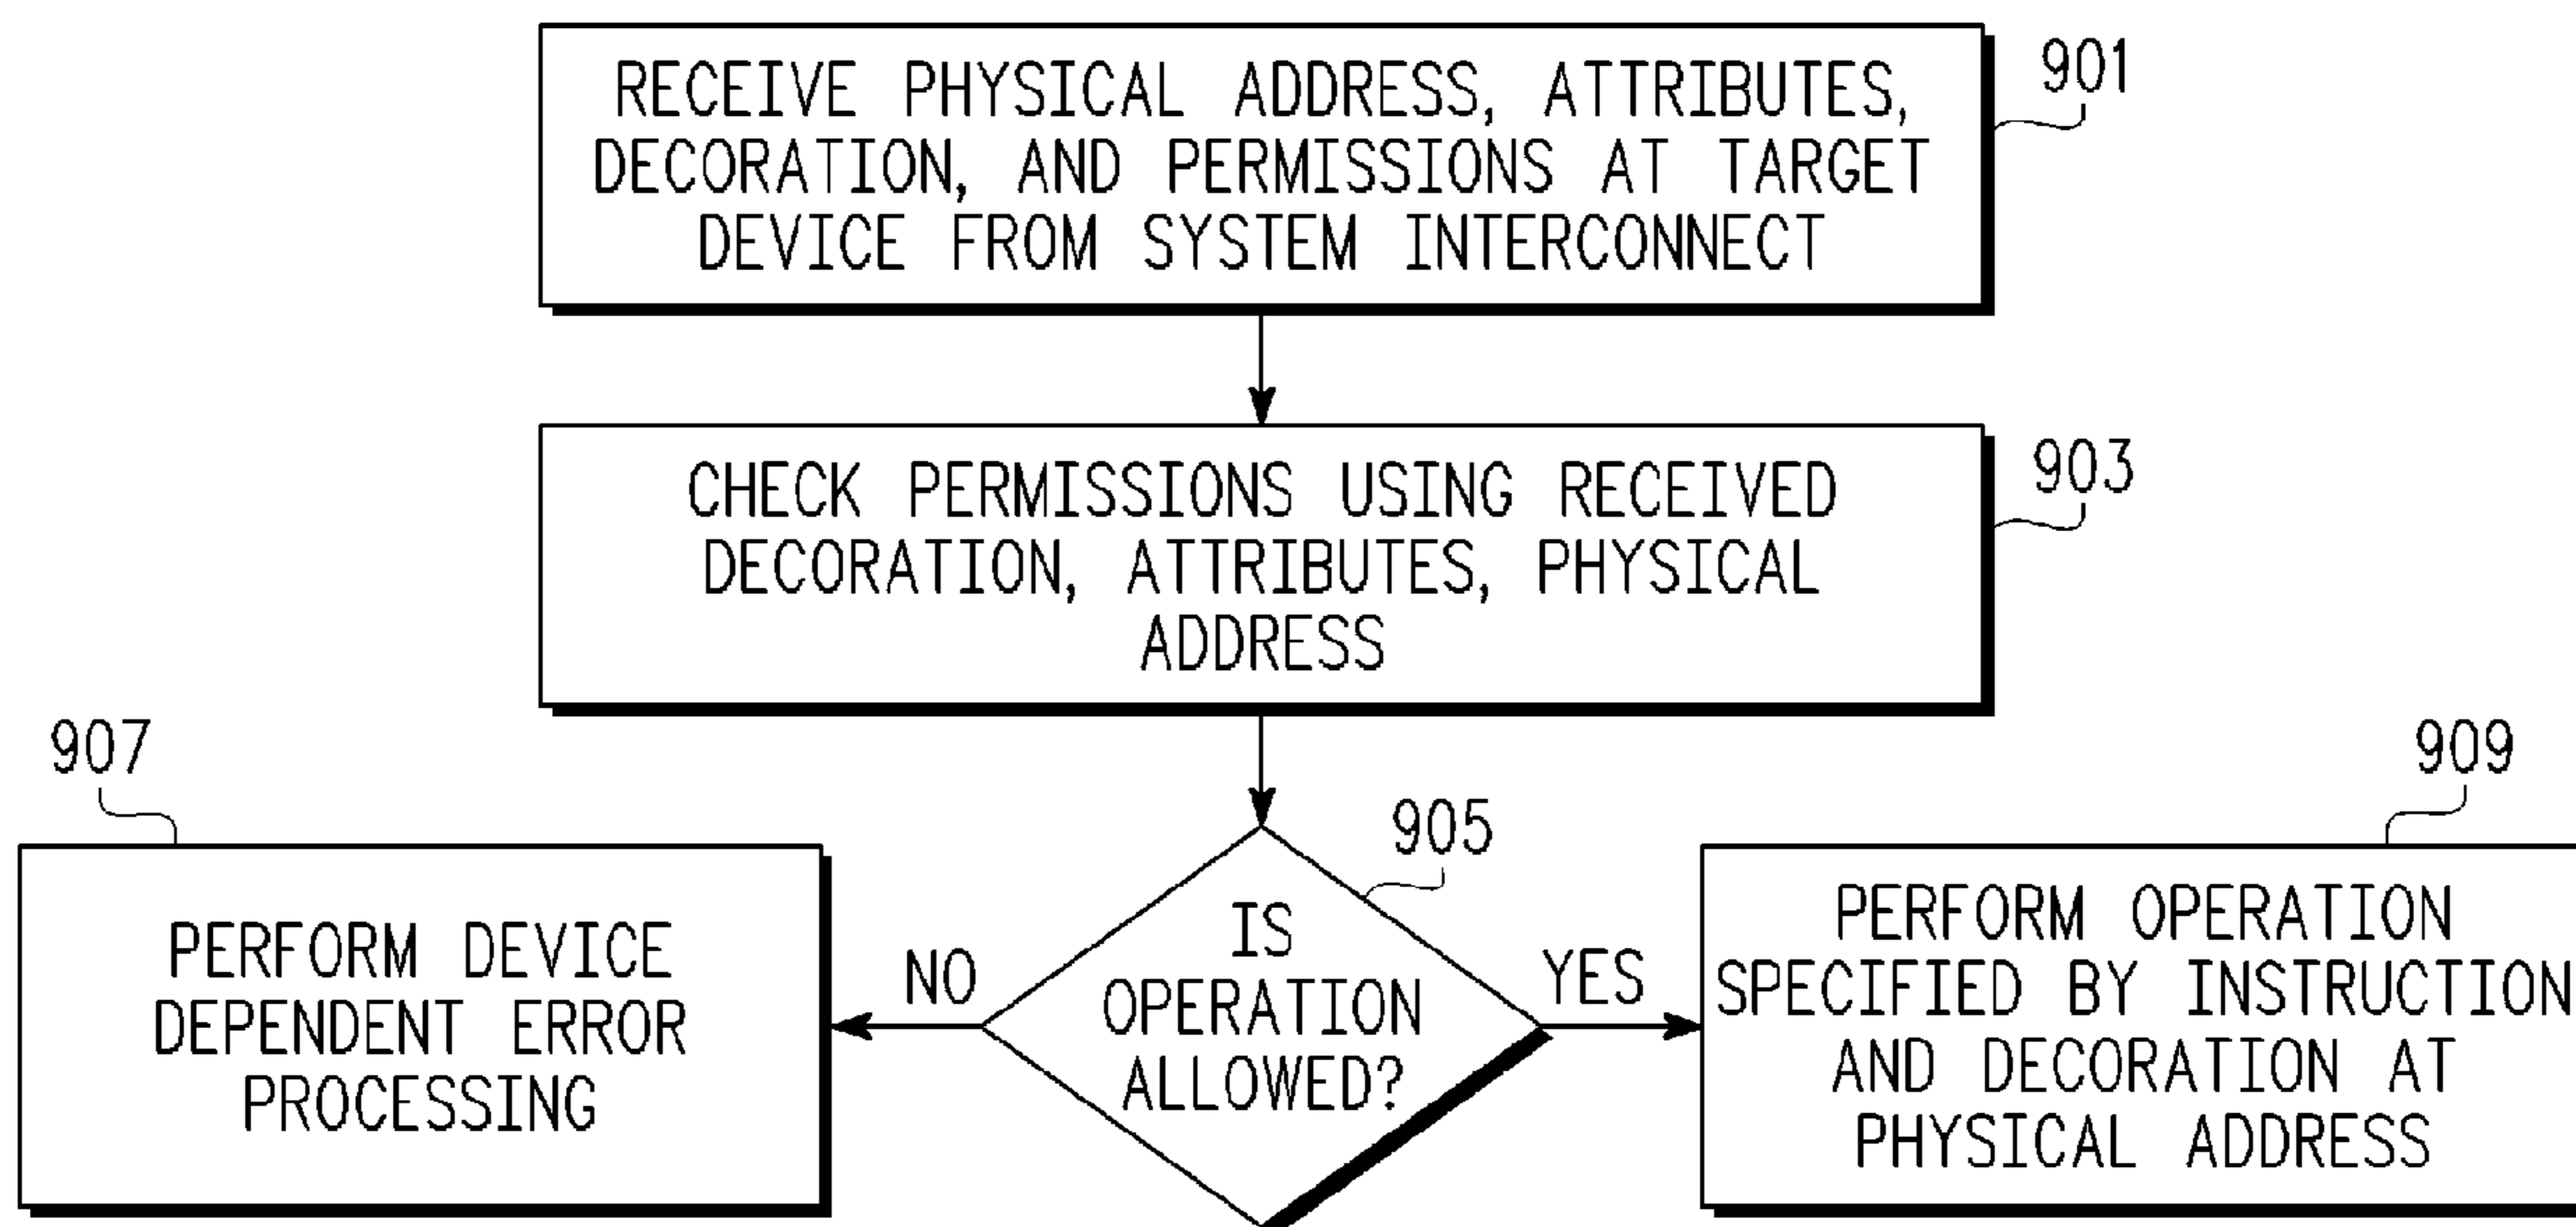 RECEIVE PHYSICAL ADDRESS, ATTRIBUTES,
DECORATION, AND PERMISSIONS AT TARGET
DEVICE FROM SYSTEM INTERCONNECT
901
CHECK PERMISSIONS USING RECEIVED
DECORATION, ATTRIBUTES, PHYSICAL
ADDRESS
903
907
PERFORM DEVICE
DEPENDENT ERROR
PROCESSING
NO
905
IS
OPERATION
ALLOWED?
YES
909
PERFORM OPERATION
SPECIFIED BY INSTRUCTION
AND DECORATION AT
PHYSICAL ADDRESS